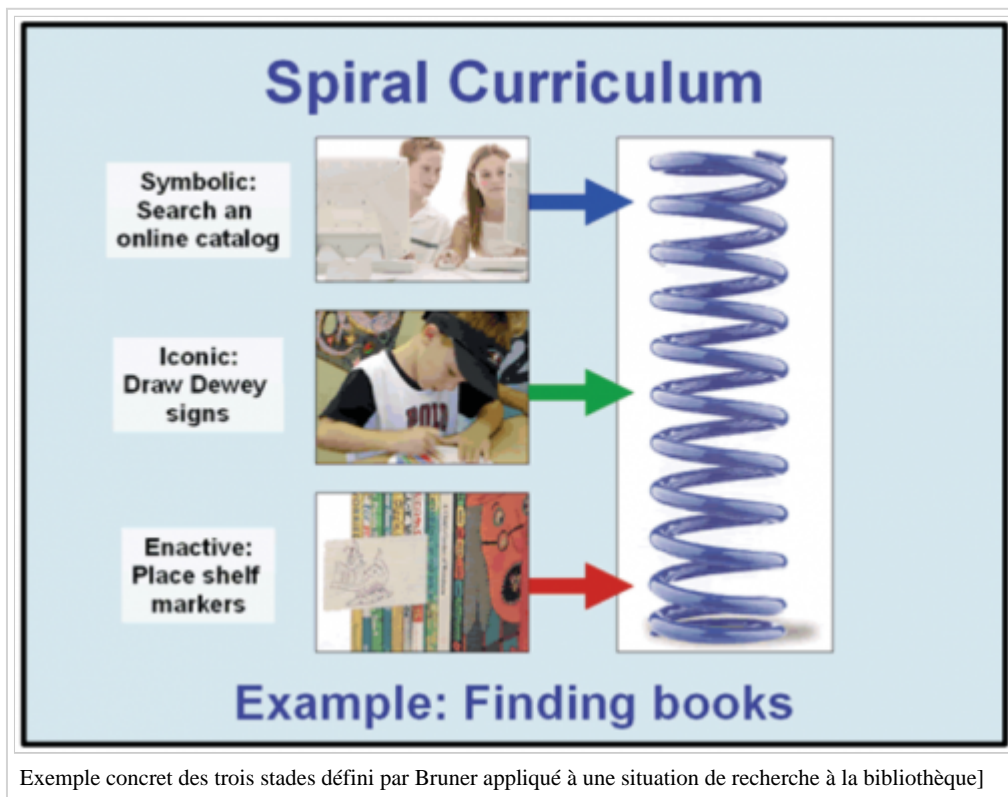 Spiral Curriculum
Symbolic:
Search an
online catalog
Iconic:
Draw Dewey
signs
Enactive:
Place shelf
markers
Example: Finding books
Exemple concret des trois stades défini par Bruner appliqué à une situation de recherche à la bibliothèque]